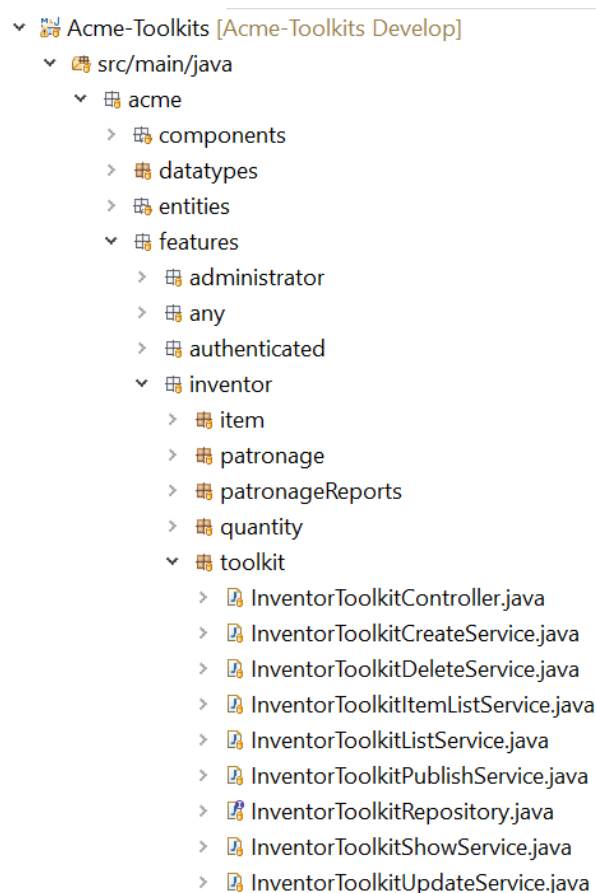 Acme-Toolkits [Acme-Toolkits Develop]
src/main/java
acme
components
datatypes
entities
features
administrator
any
authenticated
inventor
item
patronage
patronageReports
quantity
toolkit
InventorToolkitController.java
InventorToolkitCreateService.java
InventorToolkitDeleteService.java
InventorToolkitItemListService.java
InventorToolkitListService.java
InventorToolkitPublishService.java
InventorToolkitRepository.java
InventorToolkitShowService.java
InventorToolkitUpdateService.java